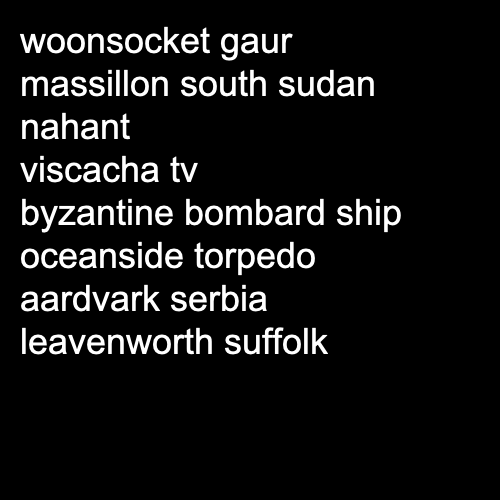 woonsocket gaur
massillon south sudan
nahant
viscacha tv
byzantine bombard ship
oceanside torpedo
aardvark serbia
leavenworth suffolk